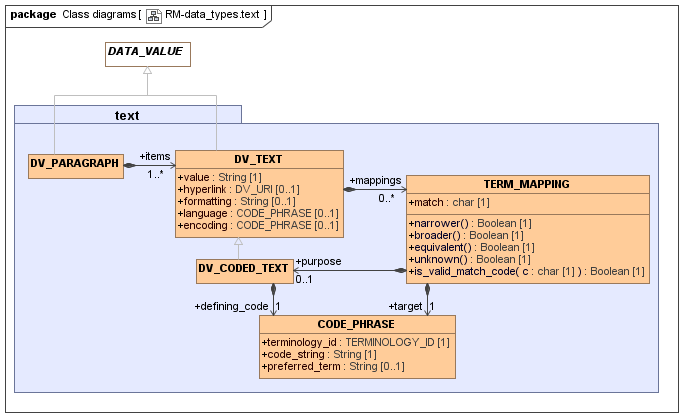 package Class diagrams [ RM-data_types.text ]
DATA_VALUE
text
DV_PARAGRAPH
+items
1..*
DV_TEXT
+value : String [1]
+hyperlink : DV_URI [0..1]
+formatting : String [0..1]
+language : CODE_PHRASE [0..1]
+encoding : CODE_PHRASE [0..1]
+mappings
0..*
TERM_MAPPING
+match : char [1]
+narrower() : Boolean [1]
+broader() : Boolean [1]
+equivalent() : Boolean [1]
+unknown() : Boolean [1]
+is_valid_match_code( c : char [1] ) : Boolean [1]
DV_CODED_TEXT
+purpose
0..1
+defining_code
1
+target
1
CODE_PHRASE
+terminology_id : TERMINOLOGY_ID [1]
+code_string : String [1]
+preferred_term : String [0..1]